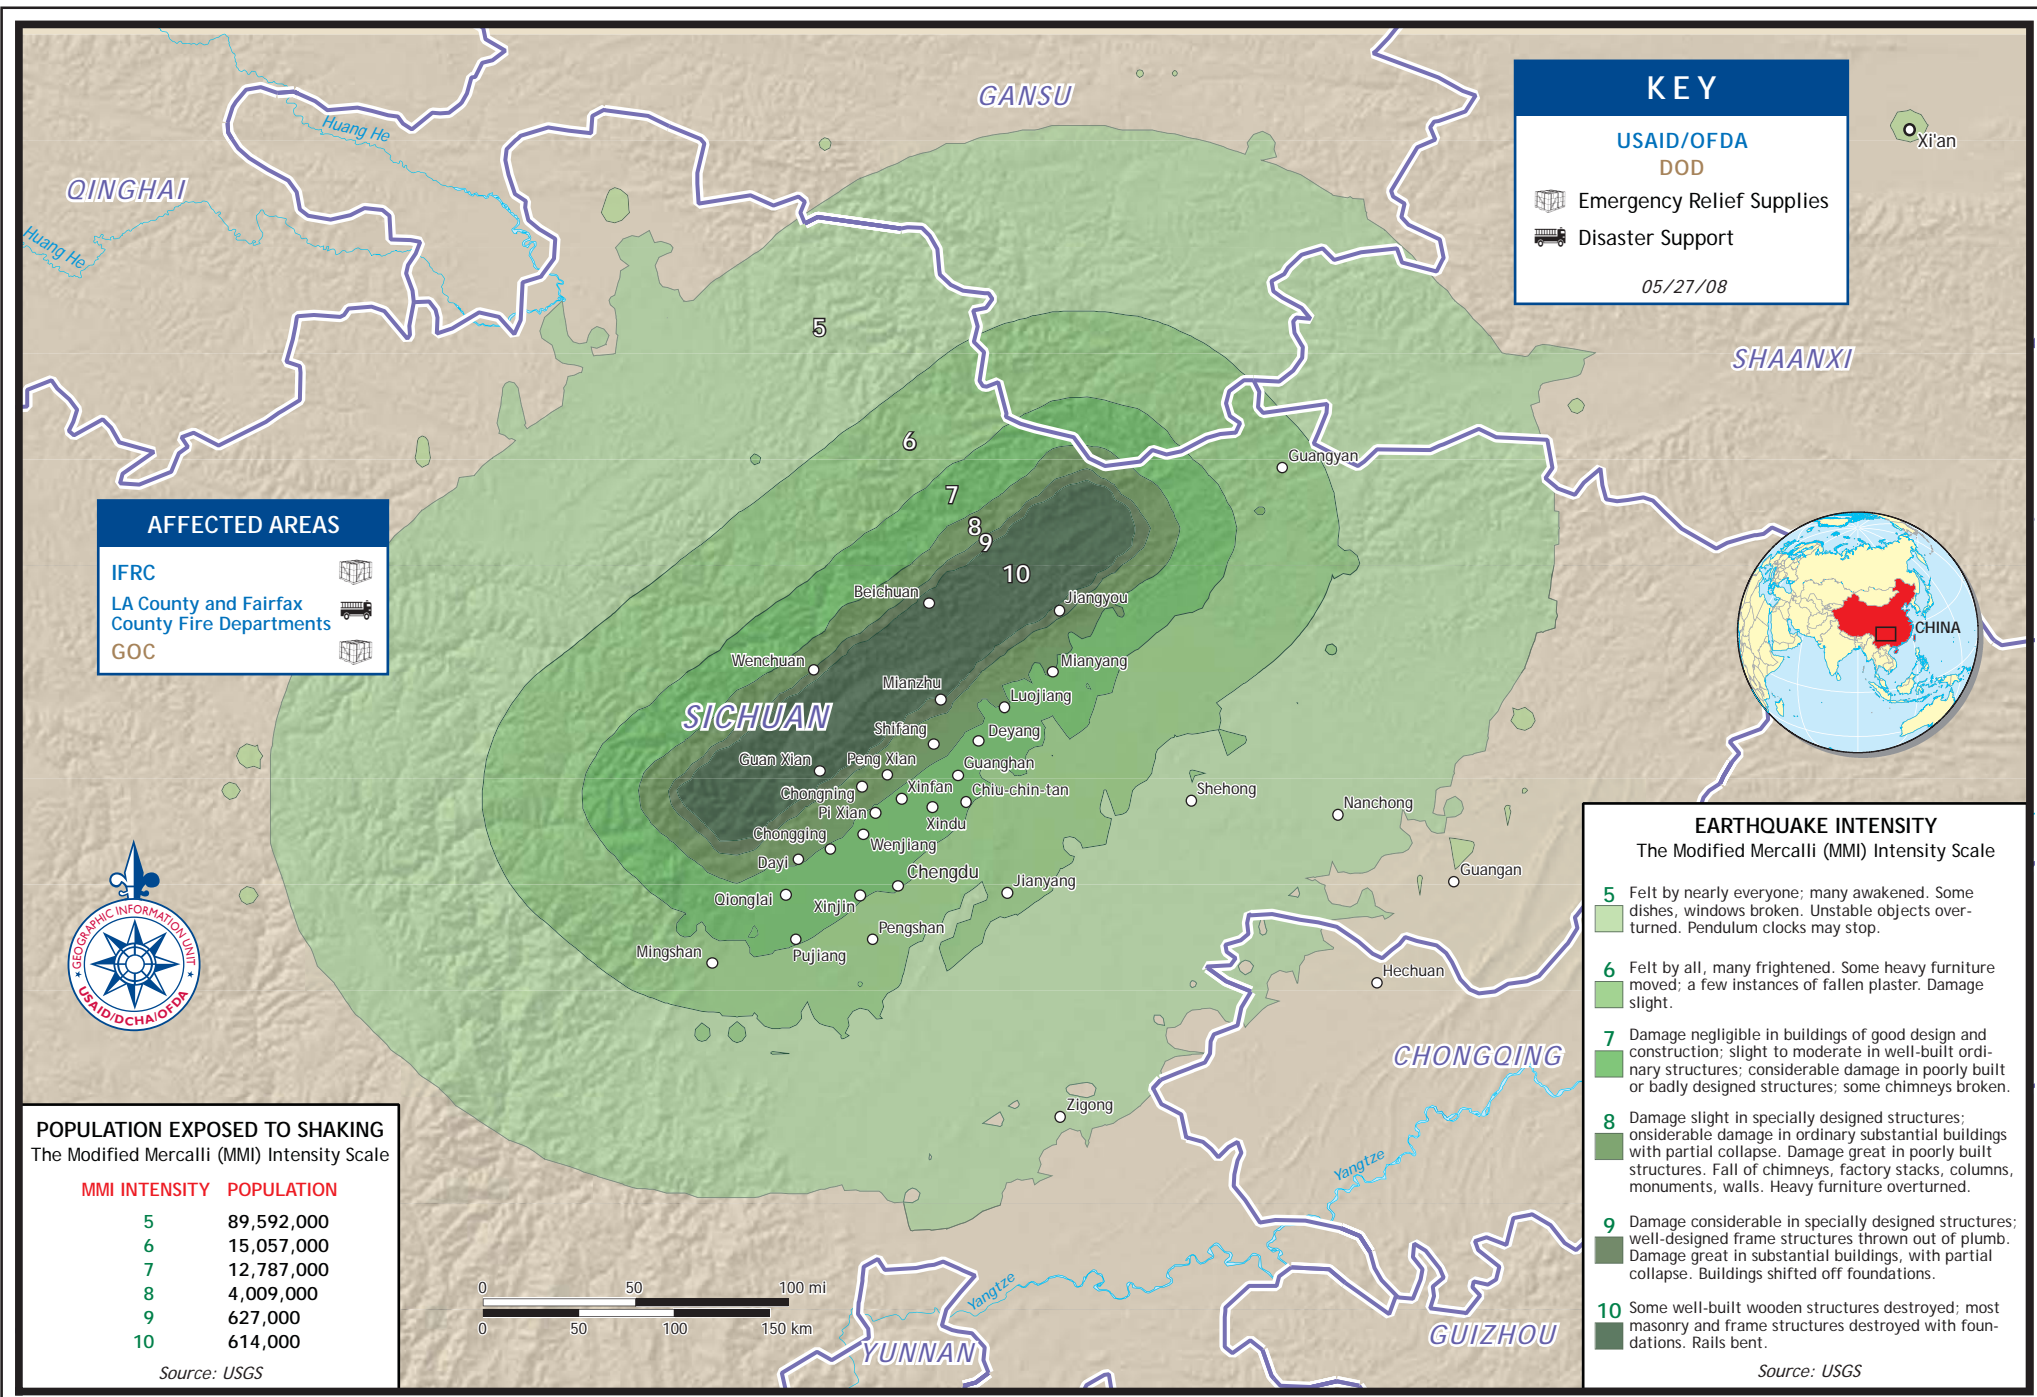 GANSU
QINGHAI
Huang He
Huang He
KEY
USAID/OFDA
DOD
Emergency Relief Supplies
Disaster Support
05/27/08
Xi'an
SHAANXI
5
6
7
8
9
10
Guangyan
AFFECTED AREAS
IFRC
LA County and Fairfax
County Fire Departments
GOC
Beichuan
Jiangyou
Wenchuan
Mianyang
Mianzhu
Luojiang
SICHUAN
Shifang
Deyang
Guan Xian
Peng Xian
Guanghan
Chongning
Xinfan
Chiu-chin-tan
Pi Xian
Xindu
Chongging
Wenjiang
Dayi
Chengdu
Qionglai
Xinjin
Jianyang
Pengshan
Mingshan
Pujiang
Shehong
Nanchong
Guangan
Hechuan
CHONGQING
Zigong
Yangtze
Yangtze
YUNNAN
GUIZHOU
CHINA
GEOGRAPHIC INFORMATION UNIT
USAID/DCHA/OFDA
POPULATION EXPOSED TO SHAKING
The Modified Mercalli (MMI) Intensity Scale
MMI INTENSITY POPULATION
5 89,592,000
6 15,057,000
7 12,787,000
8 4,009,000
9 627,000
10 614,000
Source: USGS
0 50 100 mi
0 50 100 150 km
EARTHQUAKE INTENSITY
The Modified Mercalli (MMI) Intensity Scale
5 Felt by nearly everyone; many awakened. Some
dishes, windows broken. Unstable objects over-
turned. Pendulum clocks may stop.
6 Felt by all, many frightened. Some heavy furniture
moved; a few instances of fallen plaster. Damage
slight.
7 Damage negligible in buildings of good design and
construction; slight to moderate in well-built ordi-
nary structures; considerable damage in poorly built
or badly designed structures; some chimneys broken.
8 Damage slight in specially designed structures;
onsiderable damage in ordinary substantial buildings
with partial collapse. Damage great in poorly built
structures. Fall of chimneys, factory stacks, columns,
monuments, walls. Heavy furniture overturned.
9 Damage considerable in specially designed structures;
well-designed frame structures thrown out of plumb.
Damage great in substantial buildings, with partial
collapse. Buildings shifted off foundations.
10 Some well-built wooden structures destroyed; most
masonry and frame structures destroyed with foun-
dations. Rails bent.
Source: USGS